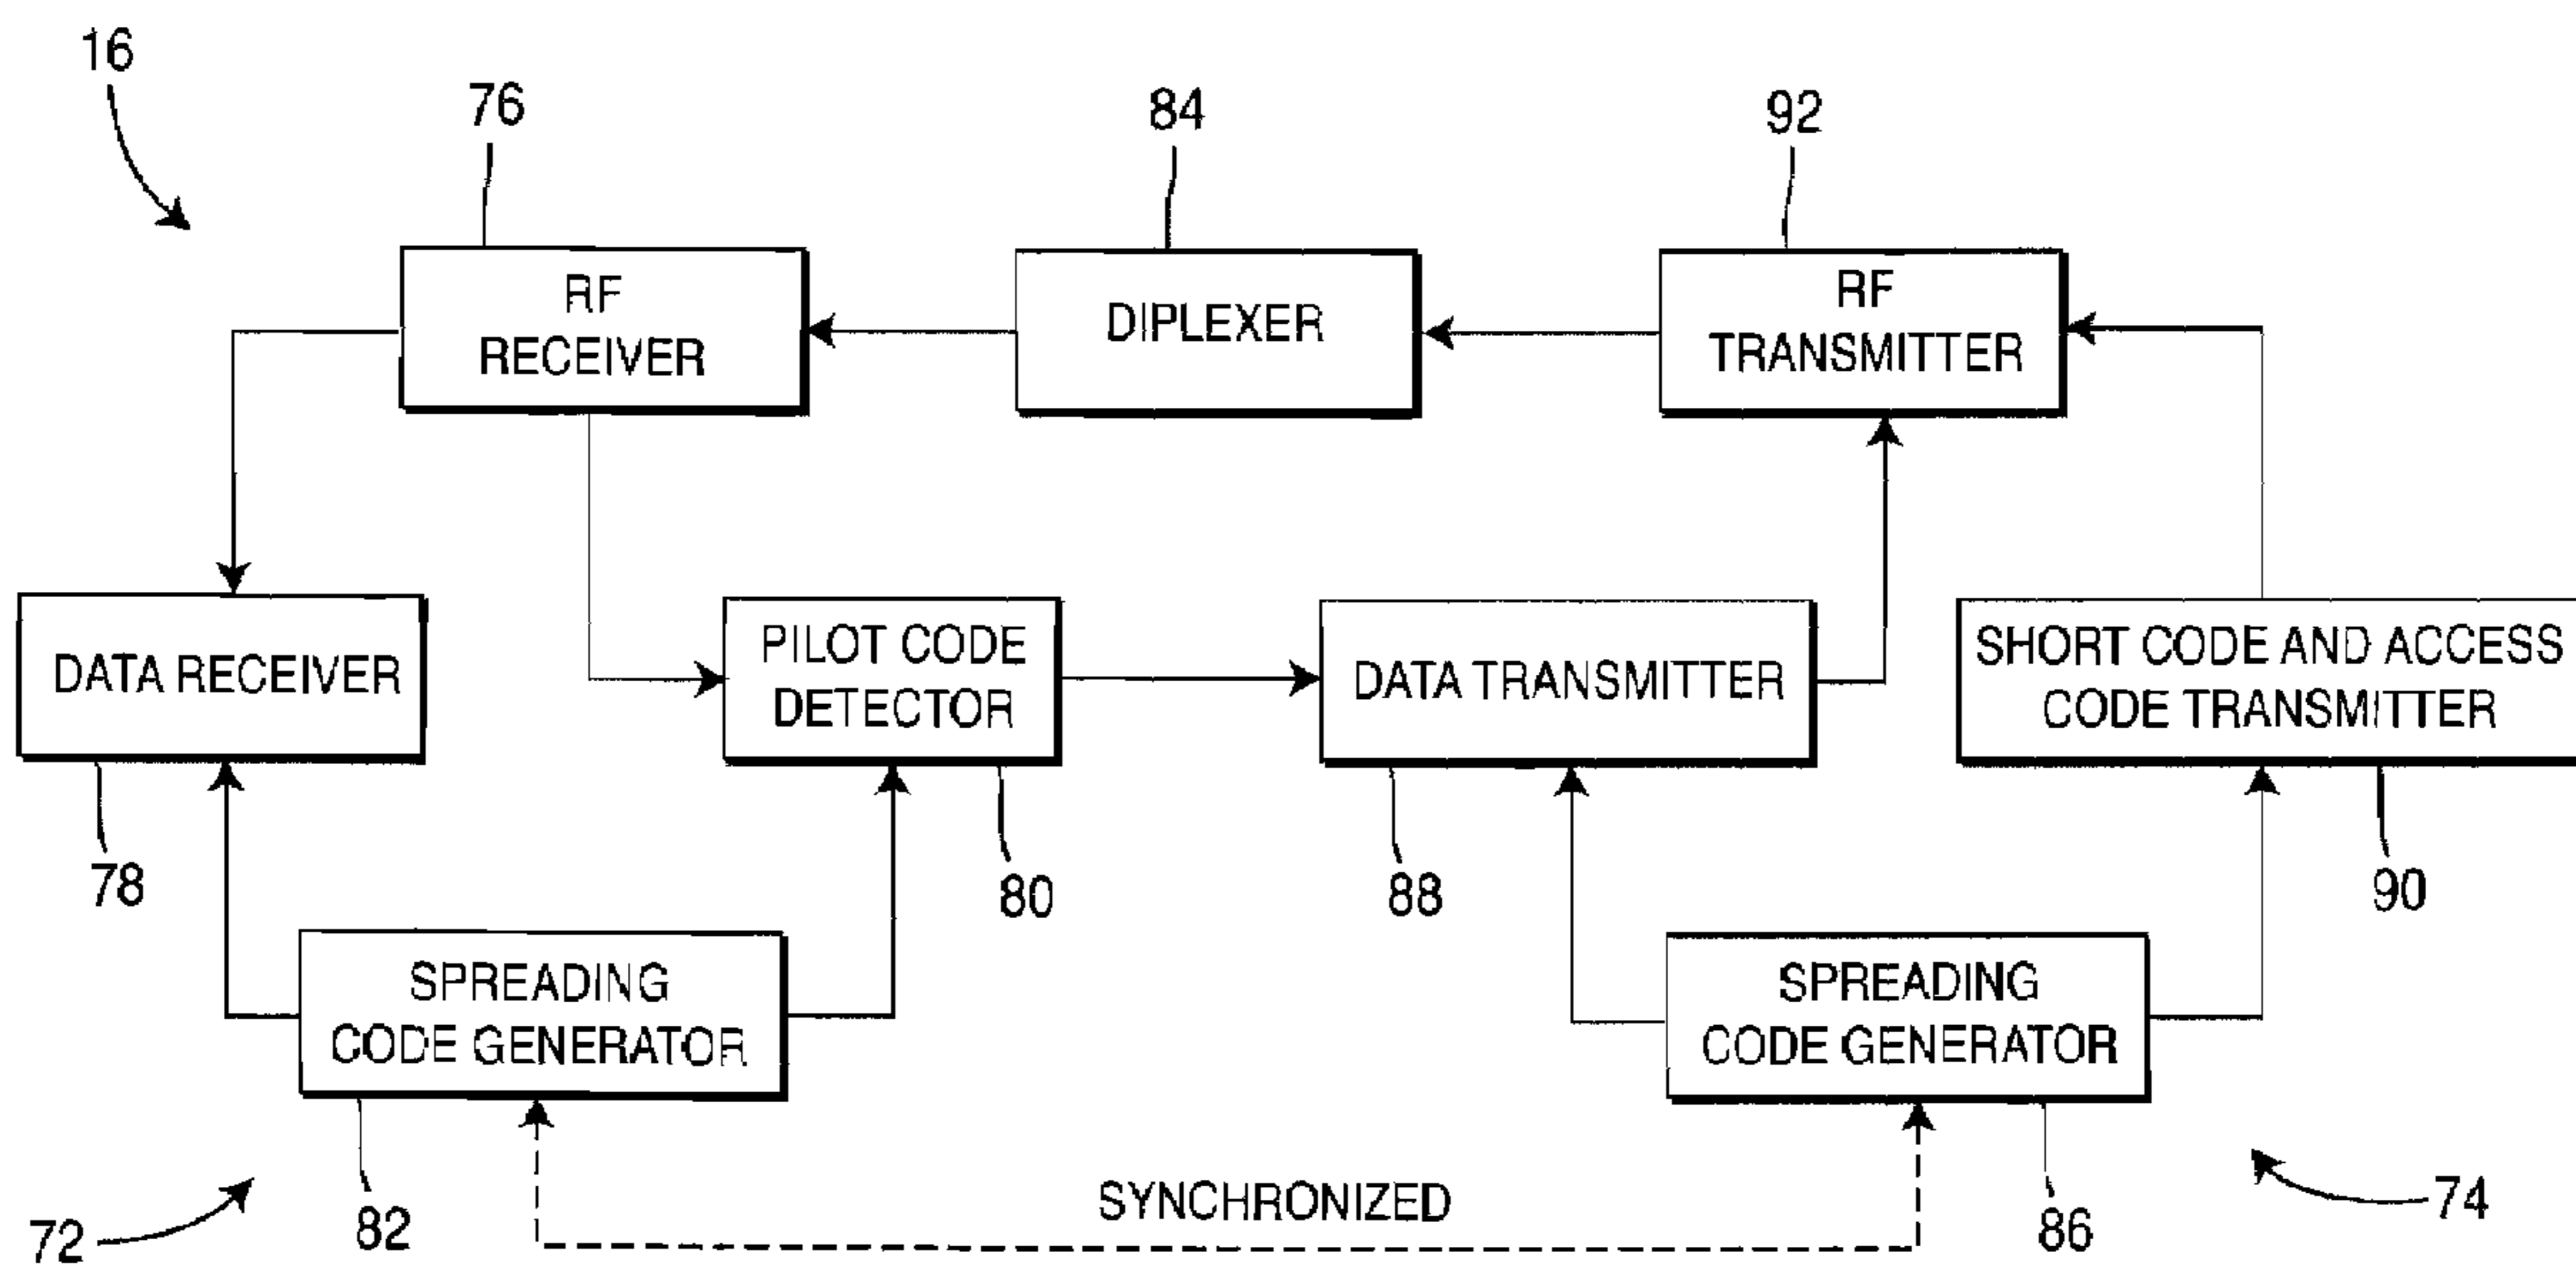 16
76
84
92
RF
RECEIVER
DIPLEXER
RF
TRANSMITTER
DATA RECEIVER
PILOT CODE
DETECTOR
DATA TRANSMITTER
SHORT CODE AND ACCESS
CODE TRANSMITTER
78
80
88
90
SPREADING
CODE GENERATOR
SPREADING
CODE GENERATOR
72
82
SYNCHRONIZED
86
74